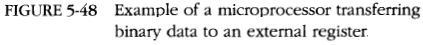 FIGURE 5-48 Example of a microprocessor transferring
binary data to an external register.